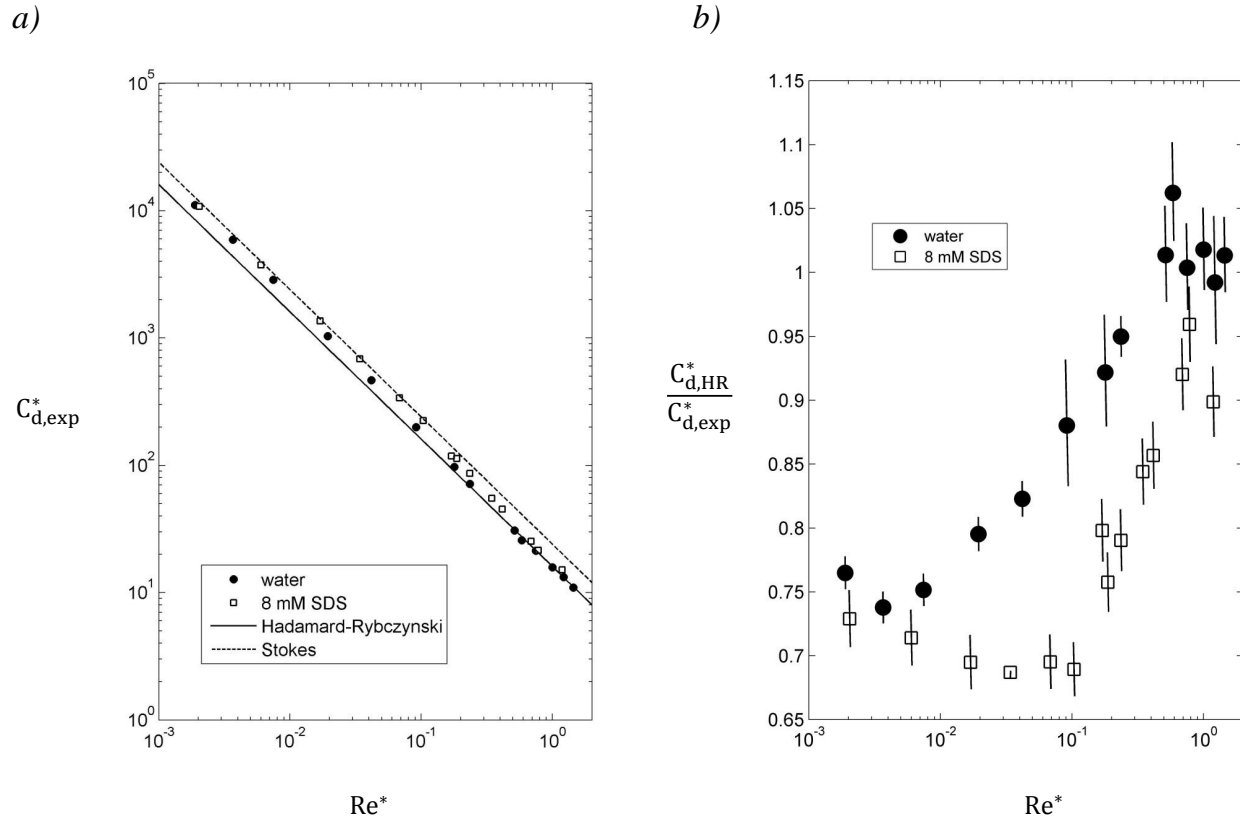 a)
10^5
10^4
10^3
10^2
10^1
10^0
C*d,exp
water
8 mM SDS
Hadamard-Rybczynski
Stokes
10^-3
10^-2
10^-1
10^0
Re*
b)
1.15
1.1
1.05
1
0.95
0.9
0.85
0.8
0.75
0.7
0.65
C*d,HR
C*d,exp
water
8 mM SDS
10^-3
10^-2
10^-1
10^0
Re*